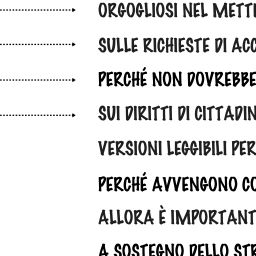 ORGOGLIOSI NEL METTI
SULLE RICHIESTE DI ACC
PERCHÉ NON DOVREBBE
SUI DIRITTI DI CITTADIN
VERSIONI LEGGIBILI PER
PERCHÉ AVVENGONO CO
ALLORA È IMPORTANT
A SOSTEGNO DELLO STR